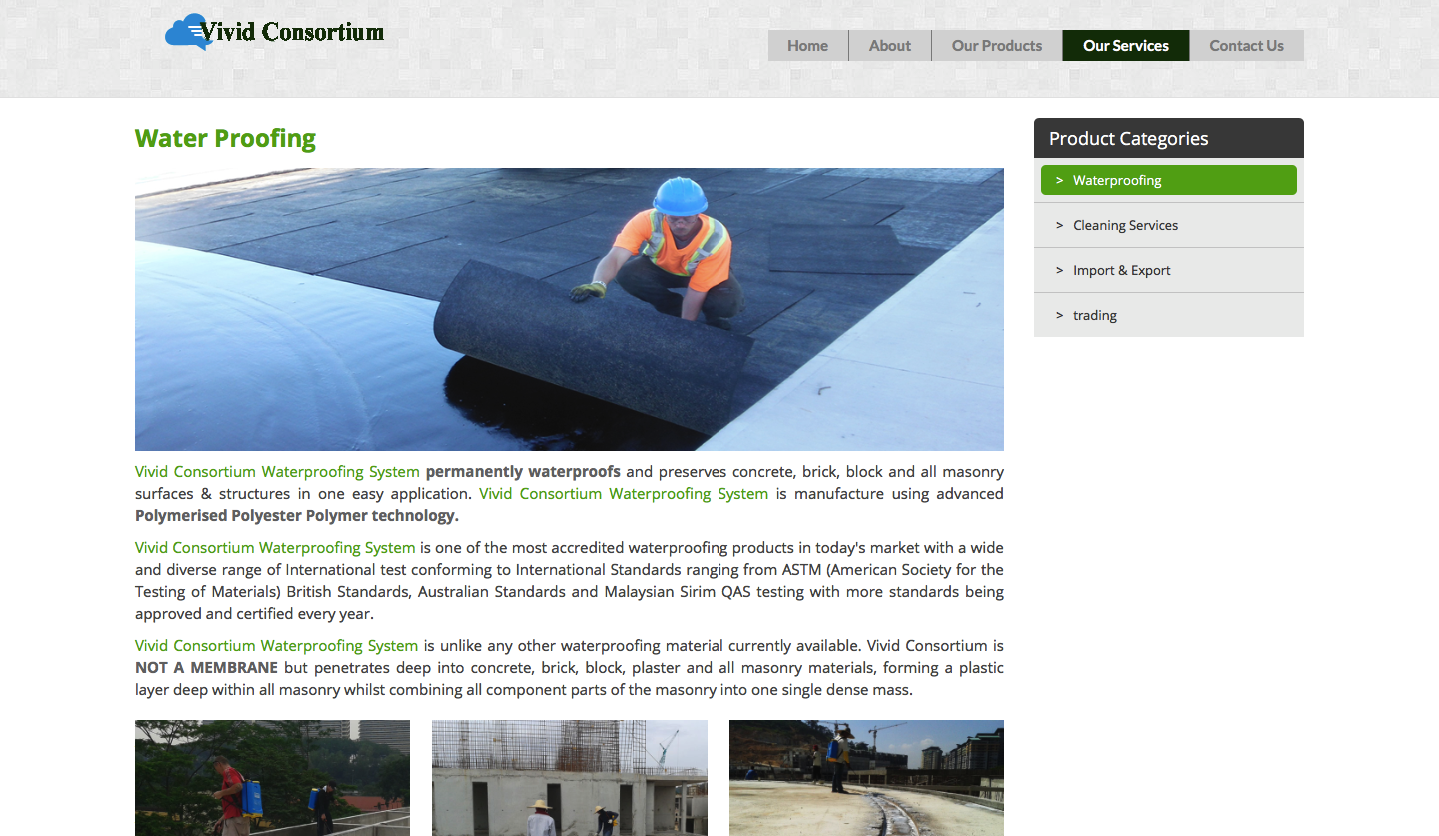 Vivid Consortium
Home About Our Products Our Services Contact Us
Water Proofing
Vivid Consortium Waterproofing System permanently waterproofs and preserves concrete, brick, block and all masonry
surfaces & structures in one easy application. Vivid Consortium Waterproofing System is manufacture using advanced
Polymerised Polyester Polymer technology.
Vivid Consortium Waterproofing System is one of the most accredited waterproofing products in today's market with a wide
and diverse range of International test conforming to International Standards ranging from ASTM (American Society for the
Testing of Materials) British Standards, Australian Standards and Malaysian Sirim QAS testing with more standards being
approved and certified every year.
Vivid Consortium Waterproofing System is unlike any other waterproofing material currently available. Vivid Consortium is
NOT A MEMBRANE but penetrates deep into concrete, brick, block, plaster and all masonry materials, forming a plastic
layer deep within all masonry whilst combining all component parts of the masonry into one single dense mass.
Product Categories
> Waterproofing
> Cleaning Services
> Import & Export
> trading